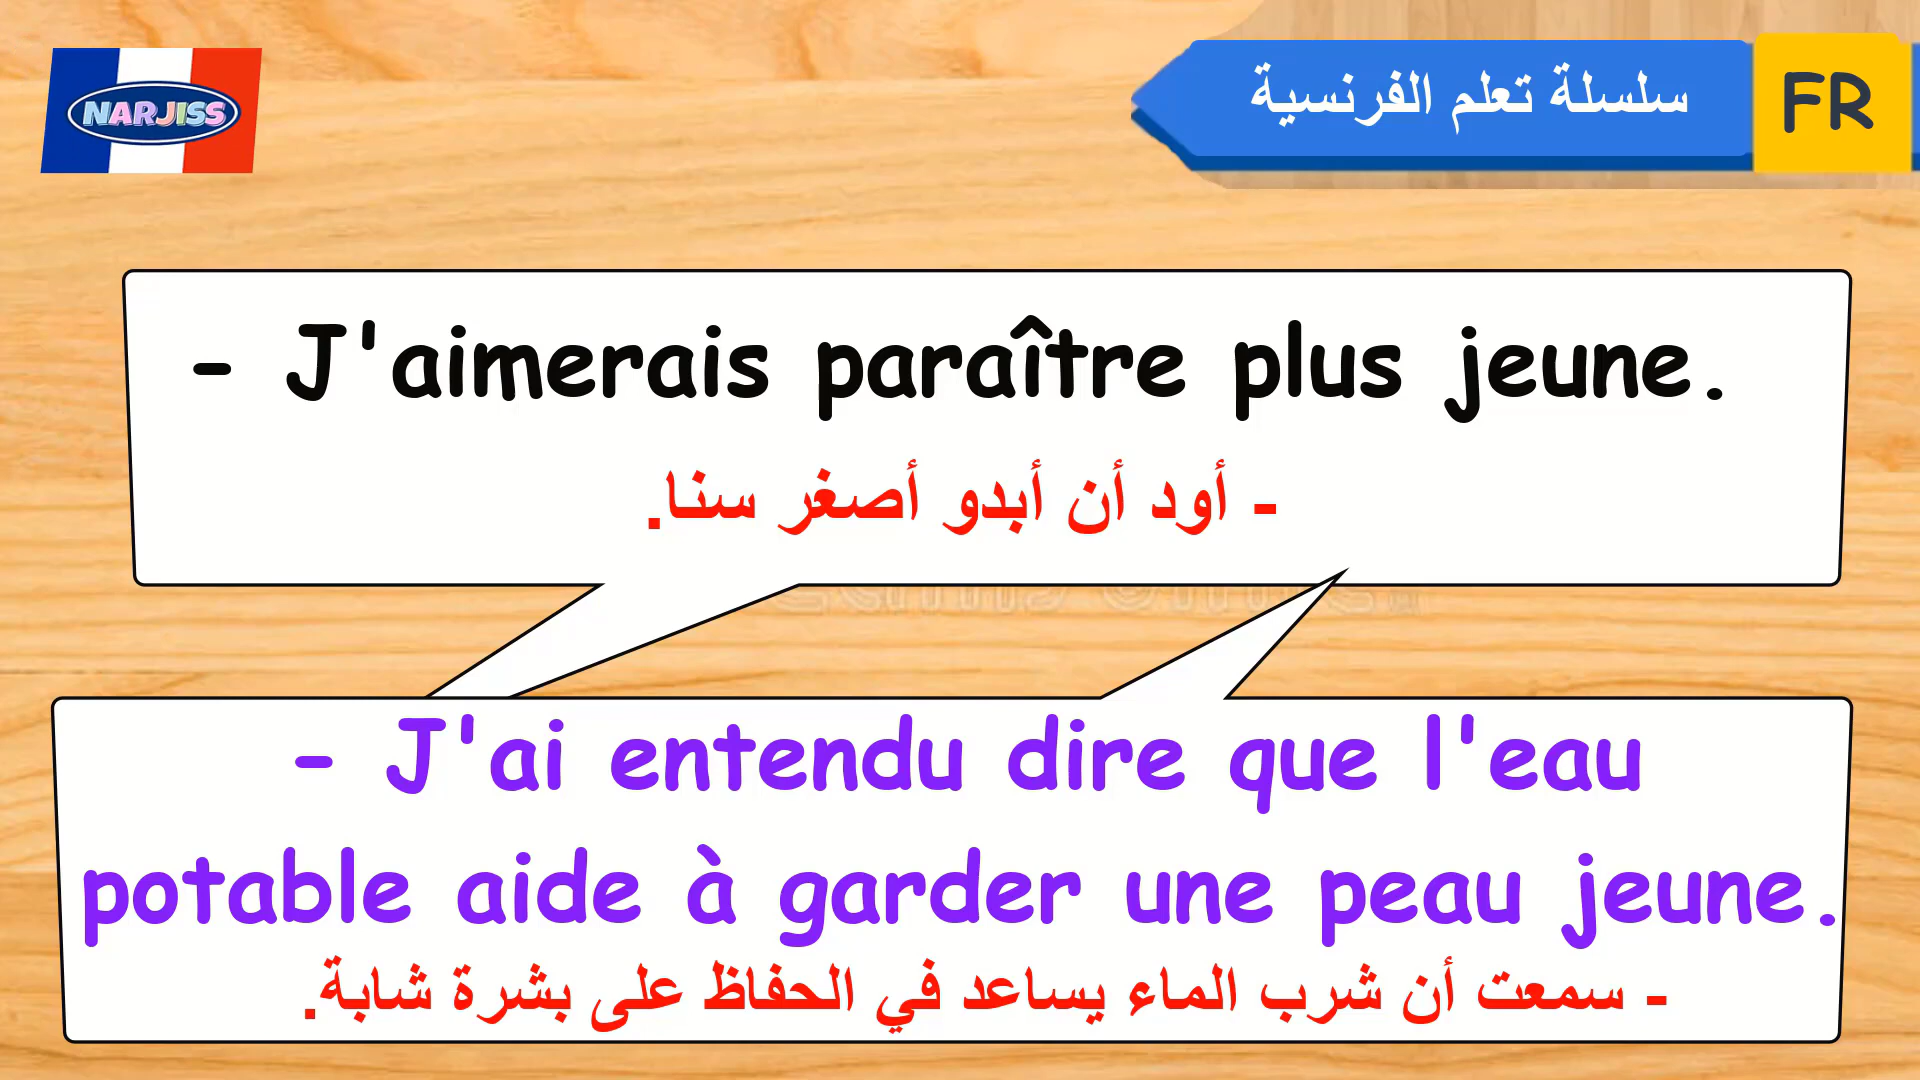 NARJISS
سلسلة تعلم الفرنسية
FR
- J'aimerais paraître plus jeune.
- أود أن أبدو أصغر سنا.
- J'ai entendu dire que l'eau
potable aide à garder une peau jeune.
- سمعت أن شرب الماء يساعد في الحفاظ على بشرة شابة.